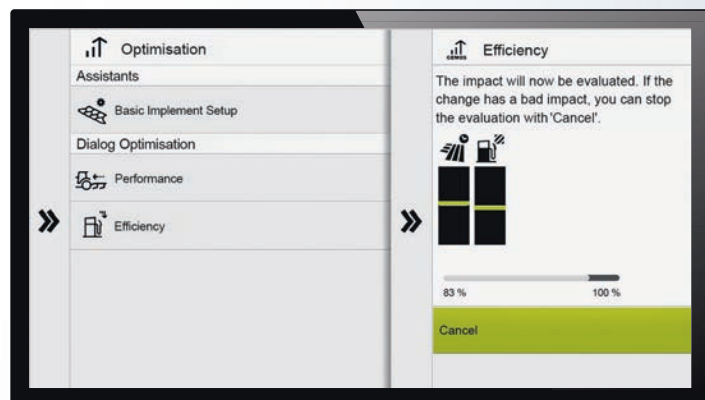 Optimisation
Assistants
Basic Implement Setup
Dialog Optimisation
Performance
Efficiency
CEMOS
Efficiency
The impact will now be evaluated. If the
change has a bad impact, you can stop
the evaluation with 'Cancel'.
83 %
100 %
Cancel